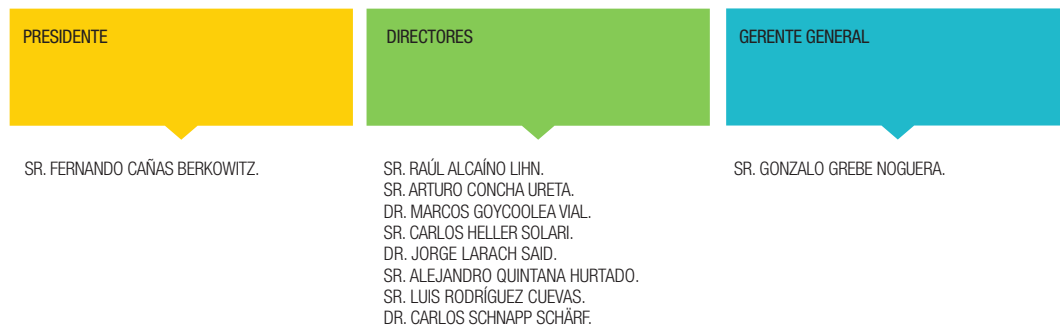 PRESIDENTE
SR. FERNANDO CAÑAS BERKOWITZ.
DIRECTORES
SR. RAÚL ALCAÍNO LIHN.
SR. ARTURO CONCHA URETA.
DR. MARCOS GOYCOOLEA VIAL.
SR. CARLOS HELLER SOLARI.
DR. JORGE LARACH SAID.
SR. ALEJANDRO QUINTANA HURTADO.
SR. LUIS RODRÍGUEZ CUEVAS.
DR. CARLOS SCHNAPP SCHÄRF.
GERENTE GENERAL
SR. GONZALO GREBE NOGUERA.